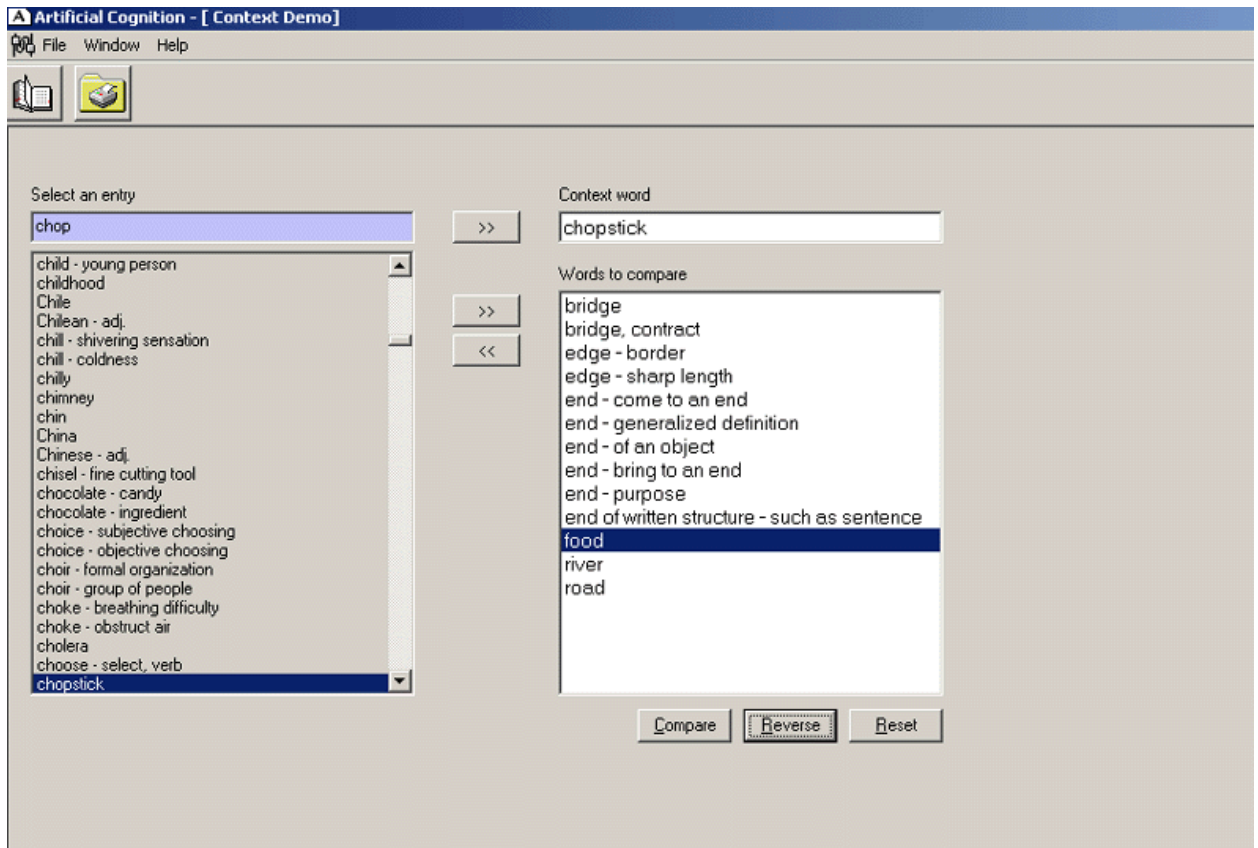 Artificial Cognition - [ Context Demo]
File Window Help
Select an entry
chop
child - young person
childhood
Chile
Chilean - adj.
chill - shivering sensation
chill - coldness
chilly
chimney
chin
China
Chinese - adj.
chisel - fine cutting tool
chocolate - candy
chocolate - ingredient
choice - subjective choosing
choice - objective choosing
choir - formal organization
choir - group of people
choke - breathing difficulty
choke - obstruct air
cholera
choose - select, verb
chopstick
>>
>>
<<
Context word
chopstick
Words to compare
bridge
bridge, contract
edge - border
edge - sharp length
end - come to an end
end - generalized definition
end - of an object
end - bring to an end
end - purpose
end of written structure - such as sentence
food
river
road
Compare Reverse Reset